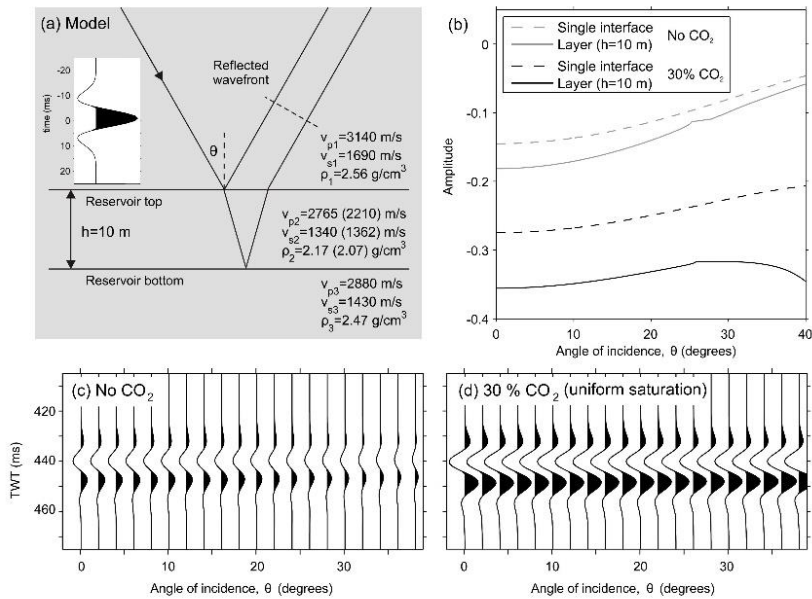 (a) Model
-20
-10
0
10
20
time (ms)
Reflected
wavefront
θ
v_p1=3140 m/s
v_s1=1690 m/s
ρ_1=2.56 g/cm³
Reservoir top
h=10 m
v_p2=2765 (2210) m/s
v_s2=1340 (1362) m/s
ρ_2=2.17 (2.07) g/cm³
Reservoir bottom
v_p3=2880 m/s
v_s3=1430 m/s
ρ_3=2.47 g/cm³
(b)
Single interface
Layer (h=10 m)
No CO₂
Single interface
Layer (h=10 m)
30% CO₂
0
-0.1
-0.2
-0.3
-0.4
Amplitude
0 10 20 30 40
Angle of incidence, θ (degrees)
(c) No CO₂
420
440
460
TWT (ms)
0 10 20 30
Angle of incidence, θ (degrees)
(d) 30 % CO₂ (uniform saturation)
0 10 20 30
Angle of incidence, θ (degrees)